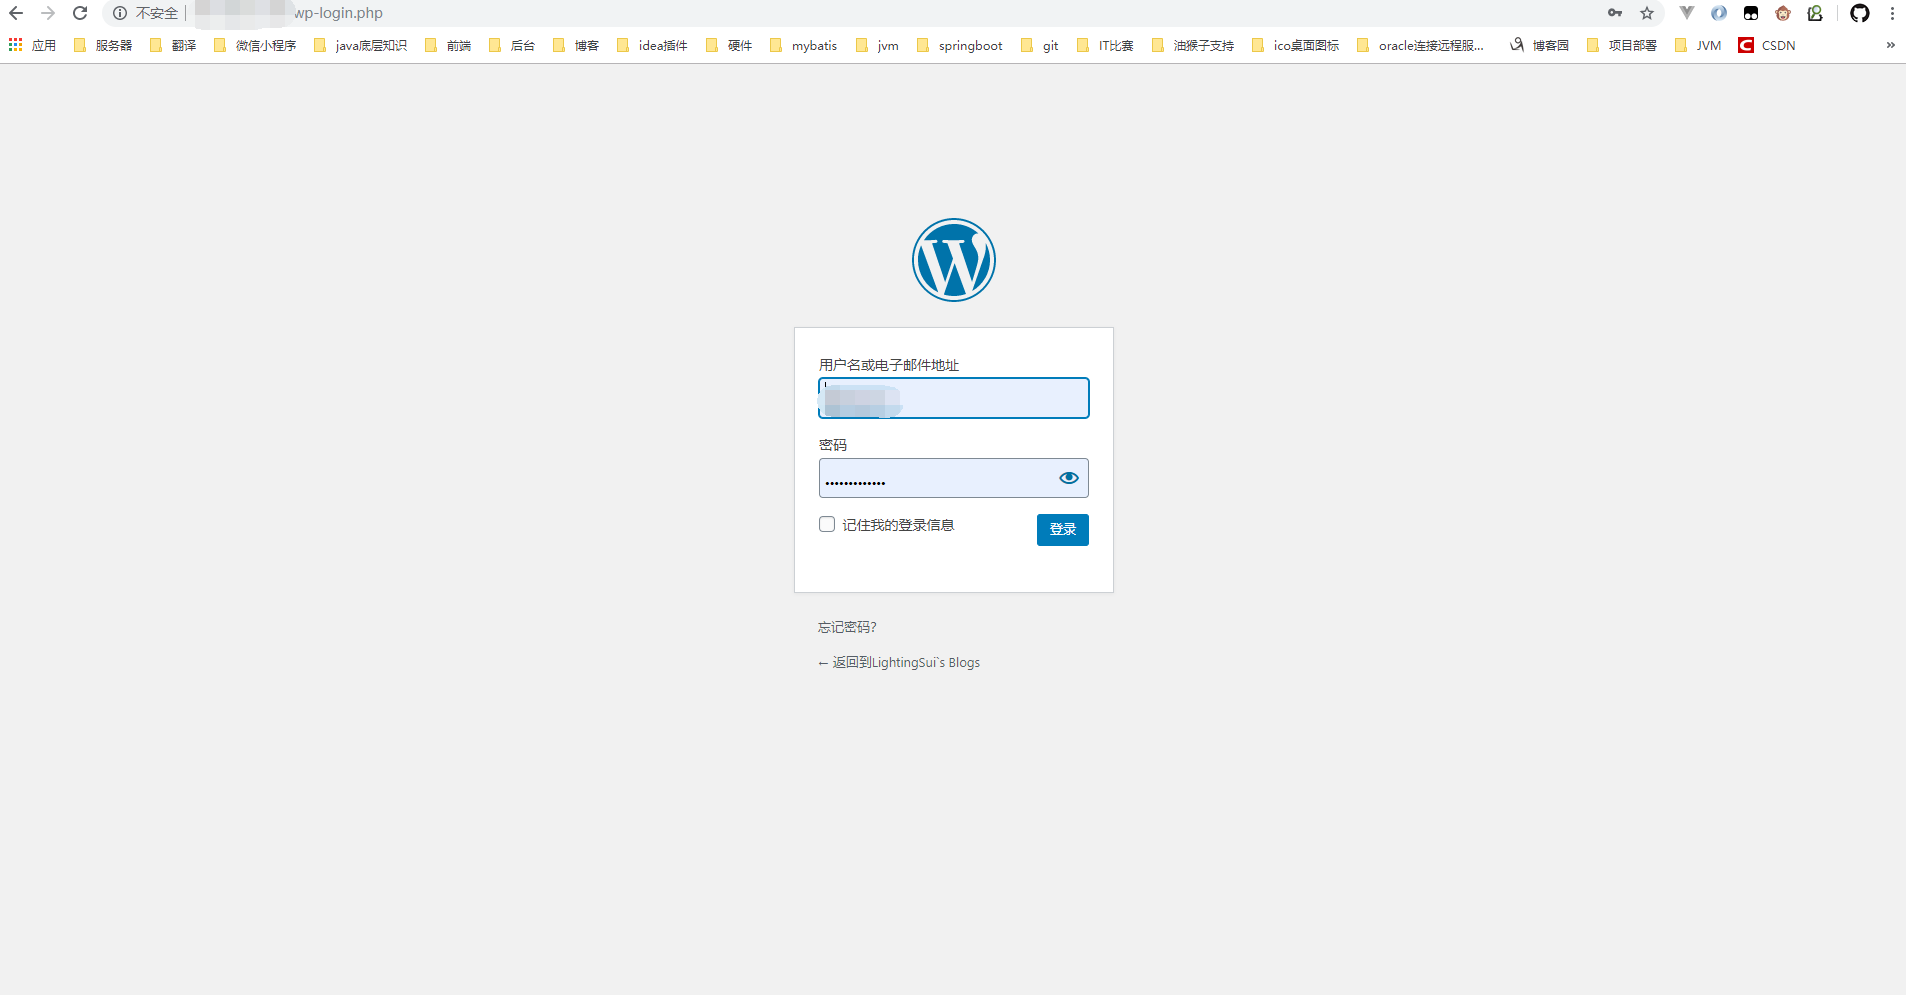 不安全 | wp-login.php
应用 服务器 翻译 微信小程序 java底层知识 前端 后台 博客 idea插件 硬件 mybatis jvm springboot git IT比赛 油猴子支持 ico桌面图标 oracle连接远程服... 博客园 项目部署 JVM CSDN »
用户名或电子邮件地址
密码
•••••••••••••
记住我的登录信息 登录
忘记密码?
← 返回到LightingSui`s Blogs